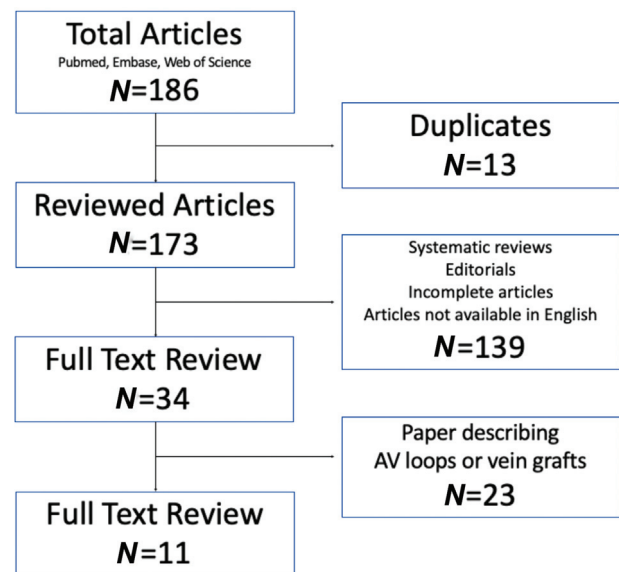 Total Articles
Pubmed, Embase, Web of Science
N=186
Duplicates
N=13
Reviewed Articles
N=173
Systematic reviews
Editorials
Incomplete articles
Articles not available in English
N=139
Full Text Review
N=34
Paper describing
AV loops or vein grafts
N=23
Full Text Review
N=11